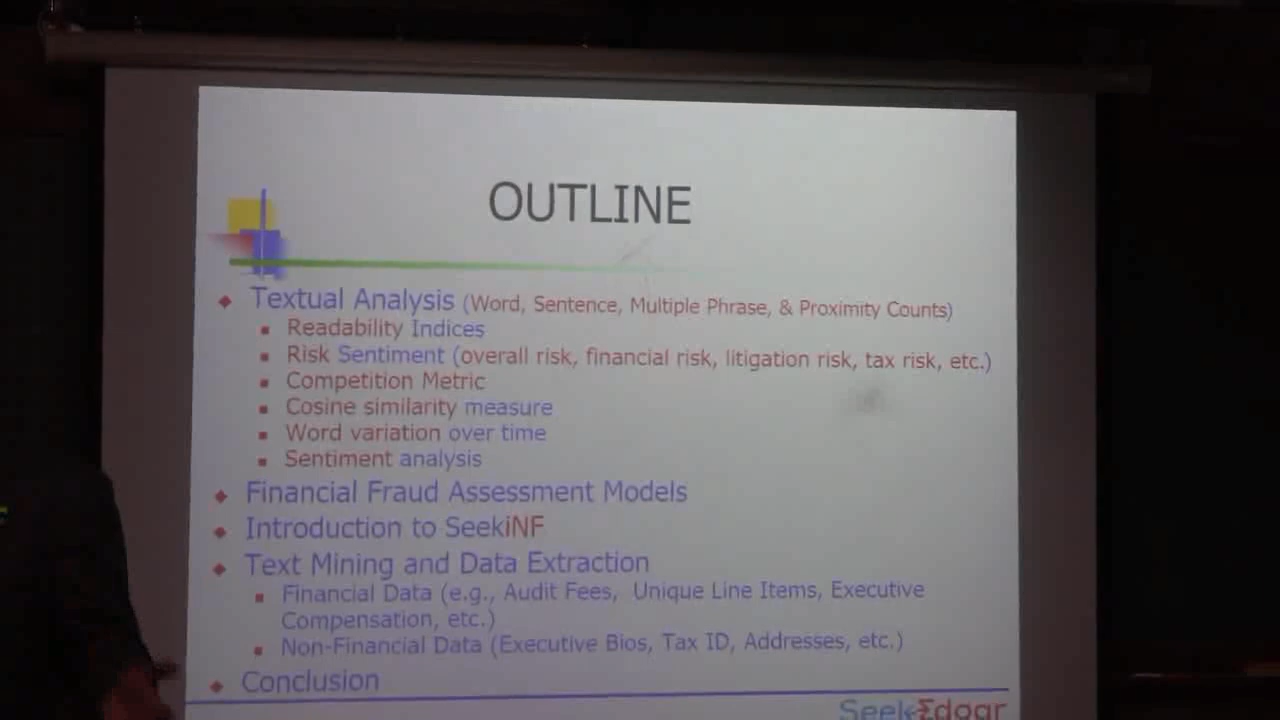 OUTLINE
Textual Analysis (Word, Sentence, Multiple Phrase, & Proximity Counts)
Readability Indices
Risk Sentiment (overall risk, financial risk, litigation risk, tax risk, etc.)
Competition Metric
Cosine similarity measure
Word variation over time
Sentiment analysis
Financial Fraud Assessment Models
Introduction to SeekiNF
Text Mining and Data Extraction
Financial Data (e.g., Audit Fees, Unique Line Items, Executive
Compensation, etc.)
Non-Financial Data (Executive Bios, Tax ID, Addresses, etc.)
Conclusion
SeekEdgar